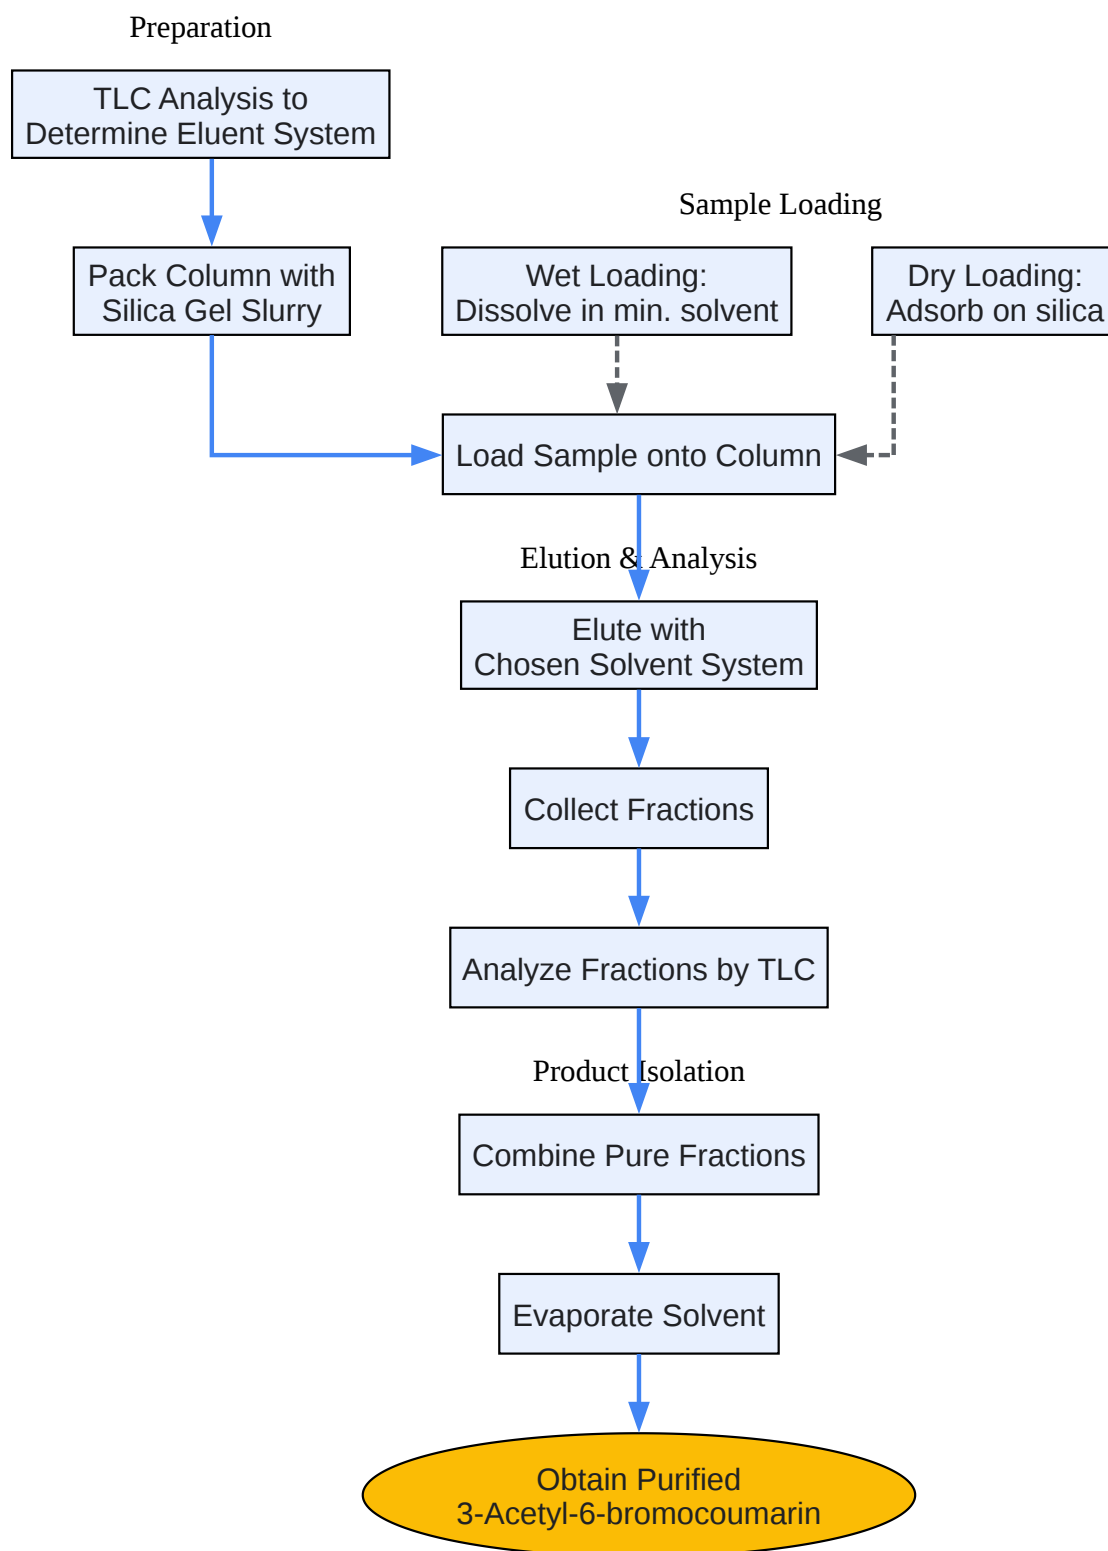 Preparation
TLC Analysis to
Determine Eluent System
Sample Loading
Pack Column with
Silica Gel Slurry
Wet Loading:
Dissolve in min. solvent
Dry Loading:
Adsorb on silica
Load Sample onto Column
Elution & Analysis
Elute with
Chosen Solvent System
Collect Fractions
Analyze Fractions by TLC
Product Isolation
Combine Pure Fractions
Evaporate Solvent
Obtain Purified
3-Acetyl-6-bromocoumarin